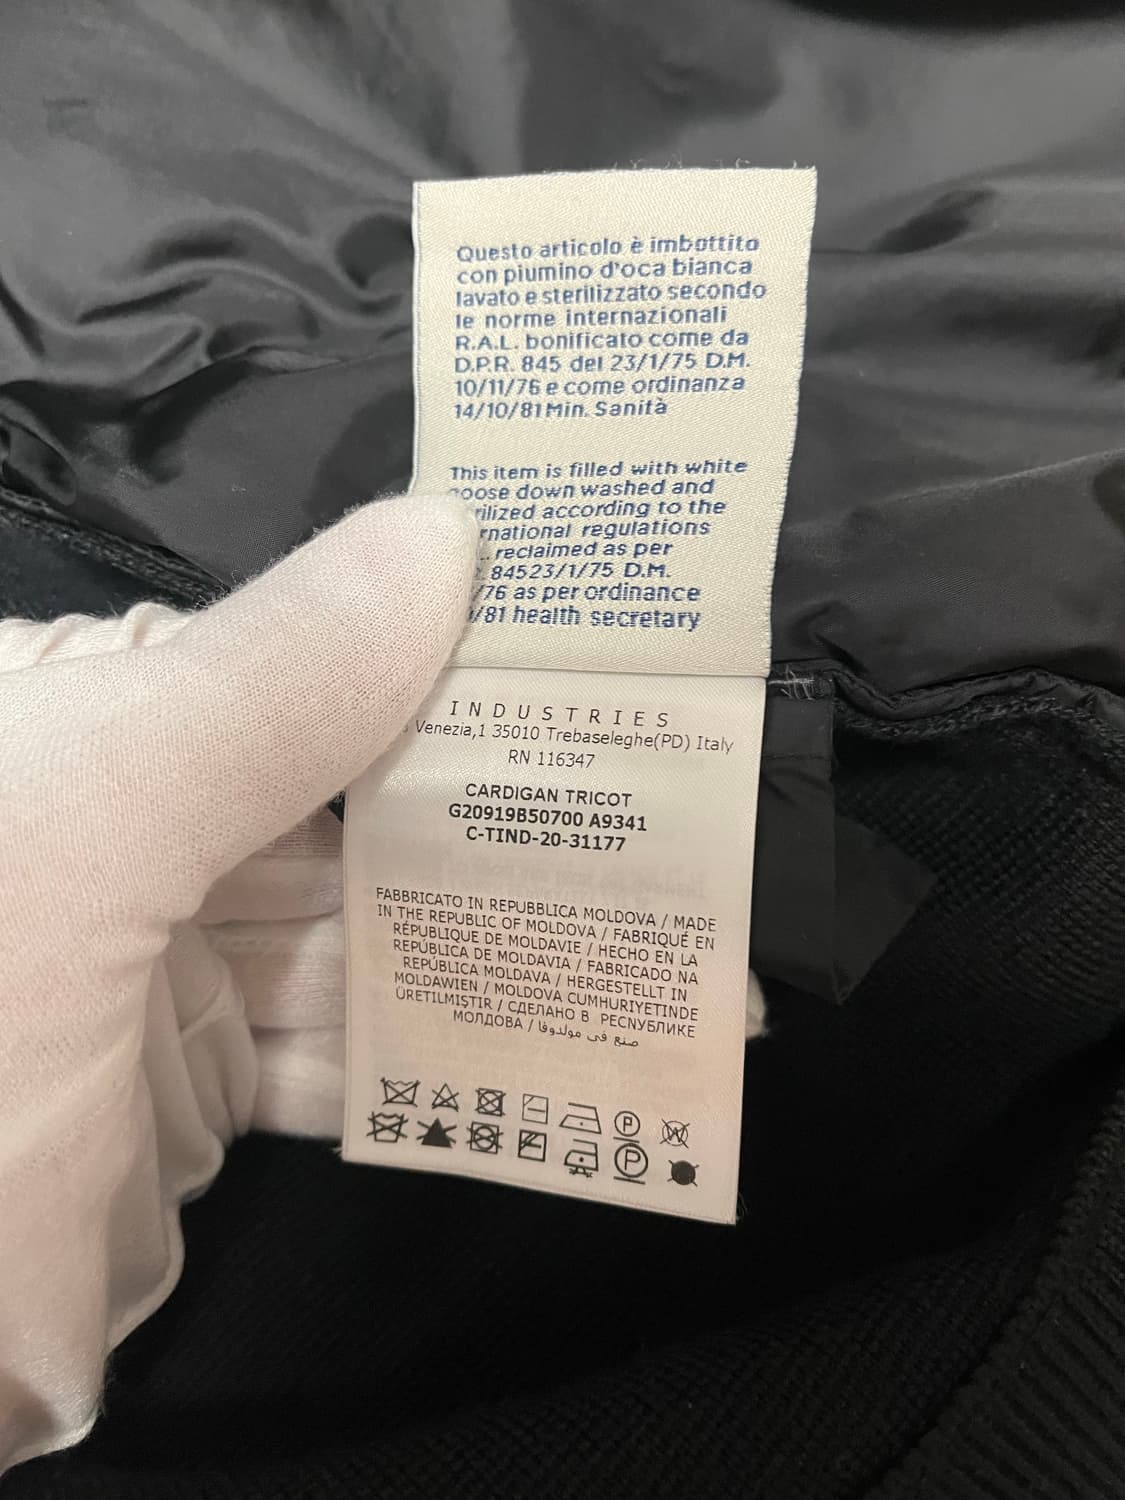 Questo articolo è imbottito
con piumino d'oca bianca
lavato e sterilizzato secondo
le norme internazionali
R.A.L. bonificato come da
D.P.R. 845 del 23/1/75 D.M.
10/11/76 e come ordinanza
14/10/81 Min. Sanità
This item is filled with white
down washed and
according to the
regulations
reclaimed as per
84523/1/75 D.M.
/76 as per ordinance
/81 health secretary
INDUSTRIES
Venezia,1 35010 Trebaseleghe(PD) Italy
RN 116347
CARDIGAN TRICOT
G20919B50700 A9341
C-TIND-20-31177
FABBRICATO IN REPUBBLICA MOLDOVA / MADE
IN THE REPUBLIC OF MOLDOVA / FABRIQUÉ EN
RÉPUBLIQUE DE MOLDAVIE / HECHO EN LA
REPÚBLICA DE MOLDAVIA / FABRICADO NA
REPÚBLICA MOLDAVA / HERGESTELLT IN
MOLDAWIEN / MOLDOVA CUMHURIYETINDE
ÜRETILMIŞTIR / СДЕЛАНО В РЕСПУБЛИКЕ
МОЛДОВА / صنع في مولدوفا
P
W
P